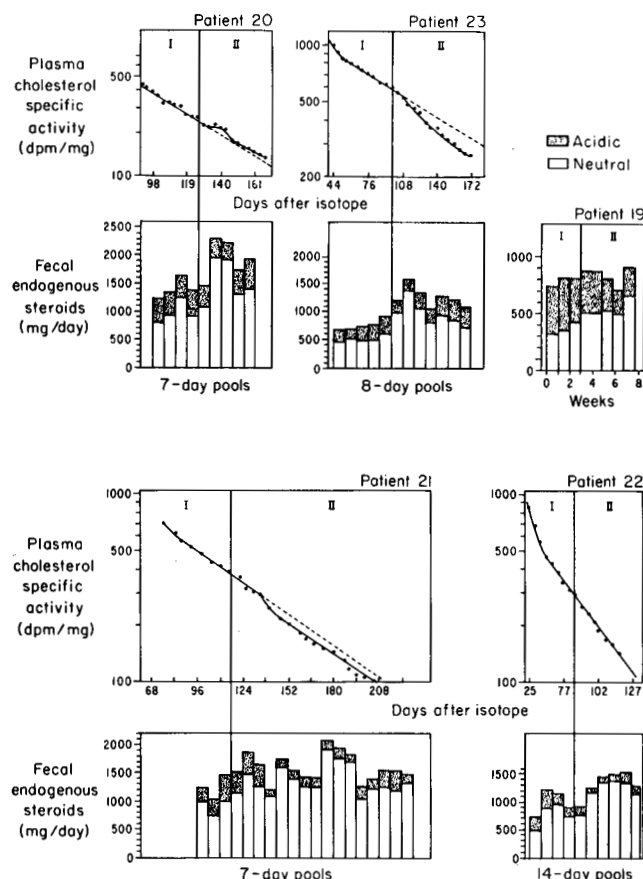 Patient 20
Patient 23
I II
I II
Plasma
cholesterol
specific
activity
(dpm/mg)
500
100
98 119 140 161
1000
500
200
44 76 108 140 172
Acidic
Neutral
Days after isotope
Patient 19
Fecal
endogenous
steroids
(mg/day)
2500
2000
1500
1000
500
0
7-day pools
2000
1500
1000
500
0
8-day pools
I II
1000
500
0
0 2 4 6 8
Weeks
Patient 21
Patient 22
I II
I II
Plasma
cholesterol
specific
activity
(dpm/mg)
1000
500
100
68 96 124 152 180 208
1000
500
100
25 77 102 127
Days after isotope
Fecal
endogenous
steroids
(mg/day)
2000
1500
1000
500
0
7-day pools
1500
1000
500
0
14-day pools